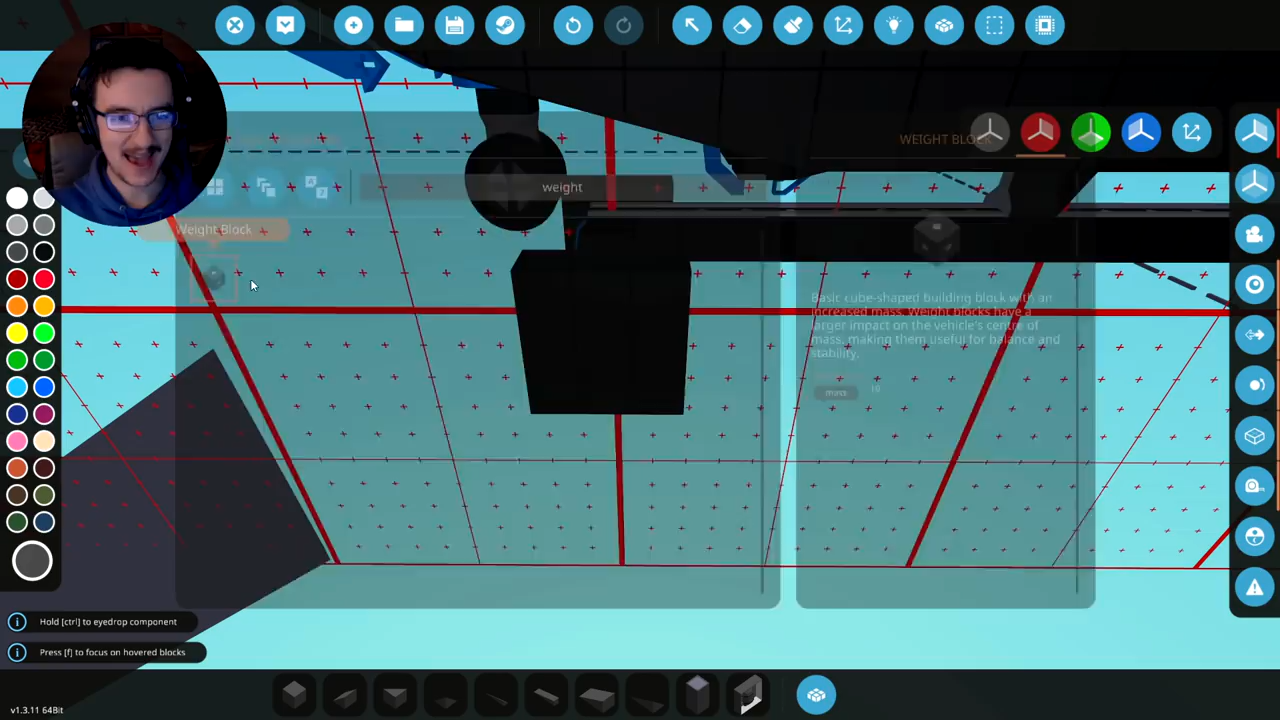 WEIGHT BLOCK
weight
Weight Block
Basic cube-shaped building block with an
increased mass. Weight blocks have a
larger impact on the vehicle's centre of
mass, making them useful for balance and
stability.
mass 10
Hold [ctrl] to eyedrop component
Press [f] to focus on hovered blocks
v1.3.11 64Bit